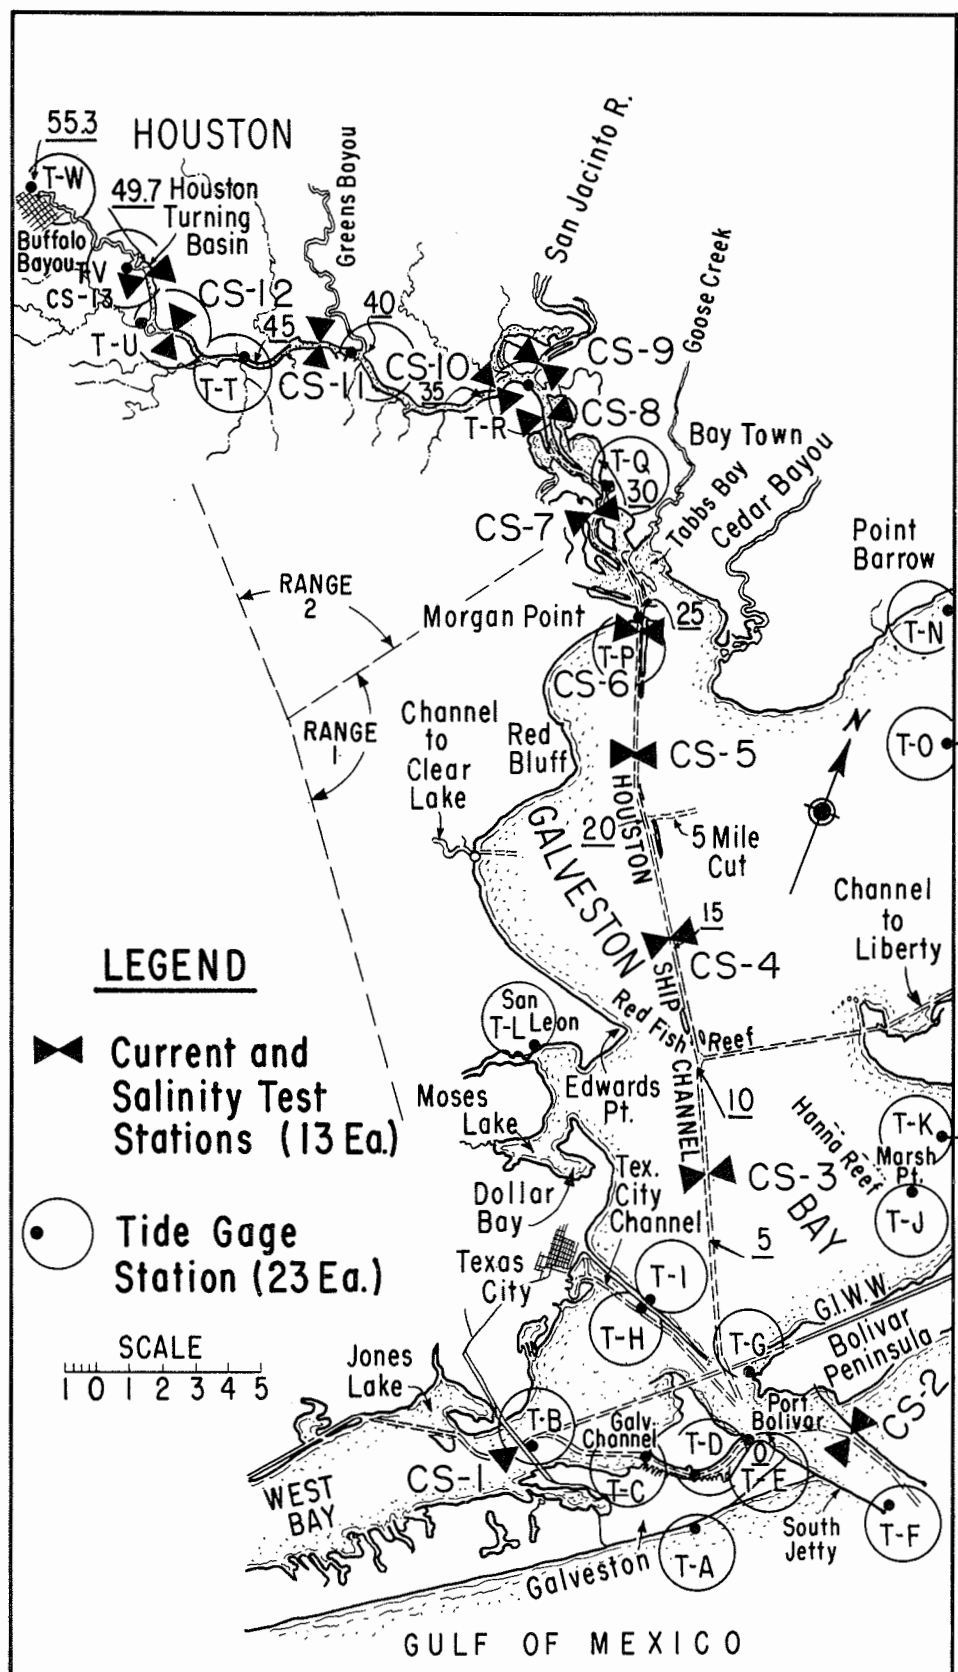 55.3
HOUSTON
T-W
49.7 Houston
Turning
Basin
Buffalo
Bayou
T-V
CS-13
CS-12
T-U
45
T-T
Greens Bayou
40
CS-11
CS-10
35
San Jacinto R.
Goose Creek
CS-9
CS-8
T-R
Bay Town
T-Q
30
Tabbs Bay
Cedar Bayou
CS-7
Point
Barrow
RANGE
2
Morgan Point
25
T-P
CS-6
T-N
RANGE
1
Channel
to
Clear
Lake
Red
Bluff
CS-5
N
T-O
HOUSTON
20
5 Mile
Cut
GALVESTON
15
CS-4
SHIP
Channel
to
Liberty
LEGEND
San
T-L Leon
Red Fish
Reef
Current and
Salinity Test
Stations (13 Ea.)
Moses
Lake
Edwards
Pt.
CHANNEL
10
Hanna Reef
T-K
Marsh
Pt.
CS-3
T-J
BAY
Dollar
Bay
Tex.
City
Channel
5
Tide Gage
Station (23 Ea.)
Texas
City
T-I
T-H
T-G
G.I.W.W.
Bolivar
Peninsula
SCALE
1 0 1 2 3 4 5
Jones
Lake
T-B
Galv.
Channel
T-D
Port
Bolivar
CS-2
0
CS-1
T-C
T-E
WEST
BAY
South
Jetty
T-F
Galveston
T-A
GULF OF MEXICO